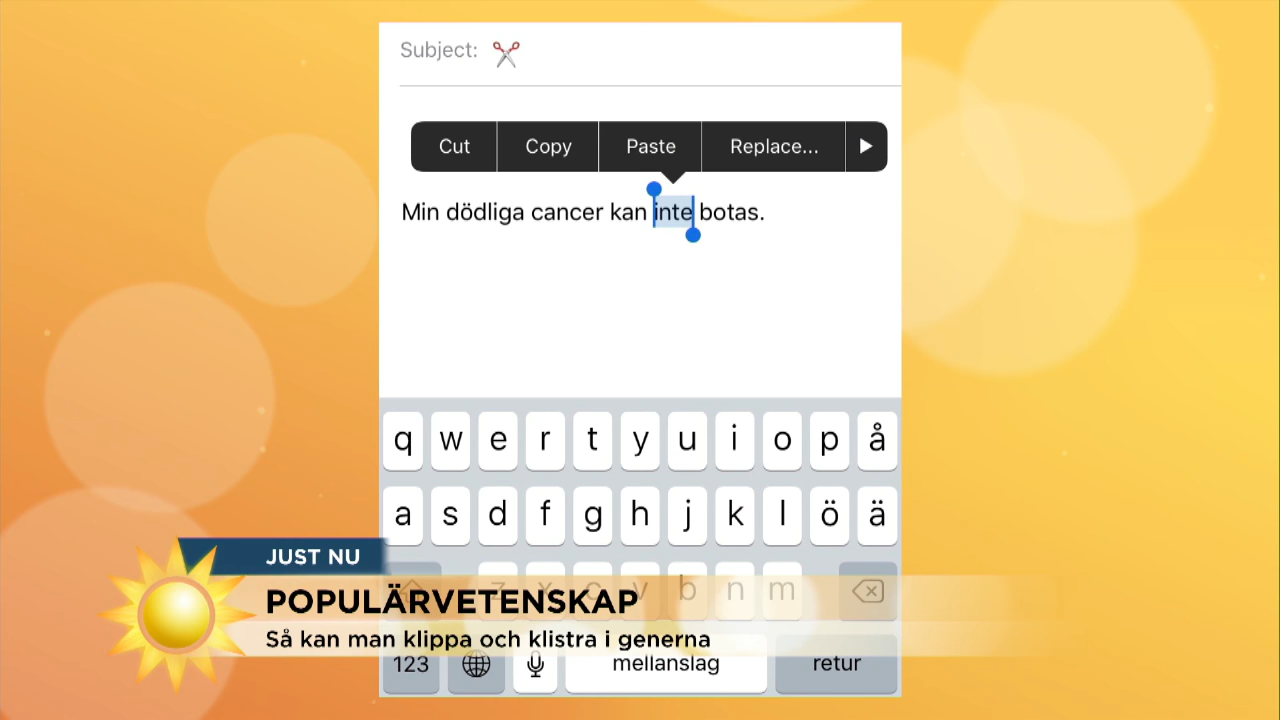 Subject: ✂️
Cut Copy Paste Replace... ▶
Min dödliga cancer kan inte botas.
q w e r t y u i o p å
a s d f g h j k l ö ä
z x c v b n m
JUST NU
POPULÄRVETENSKAP
Så kan man klippa och klistra i generna
123 mellanslag retur